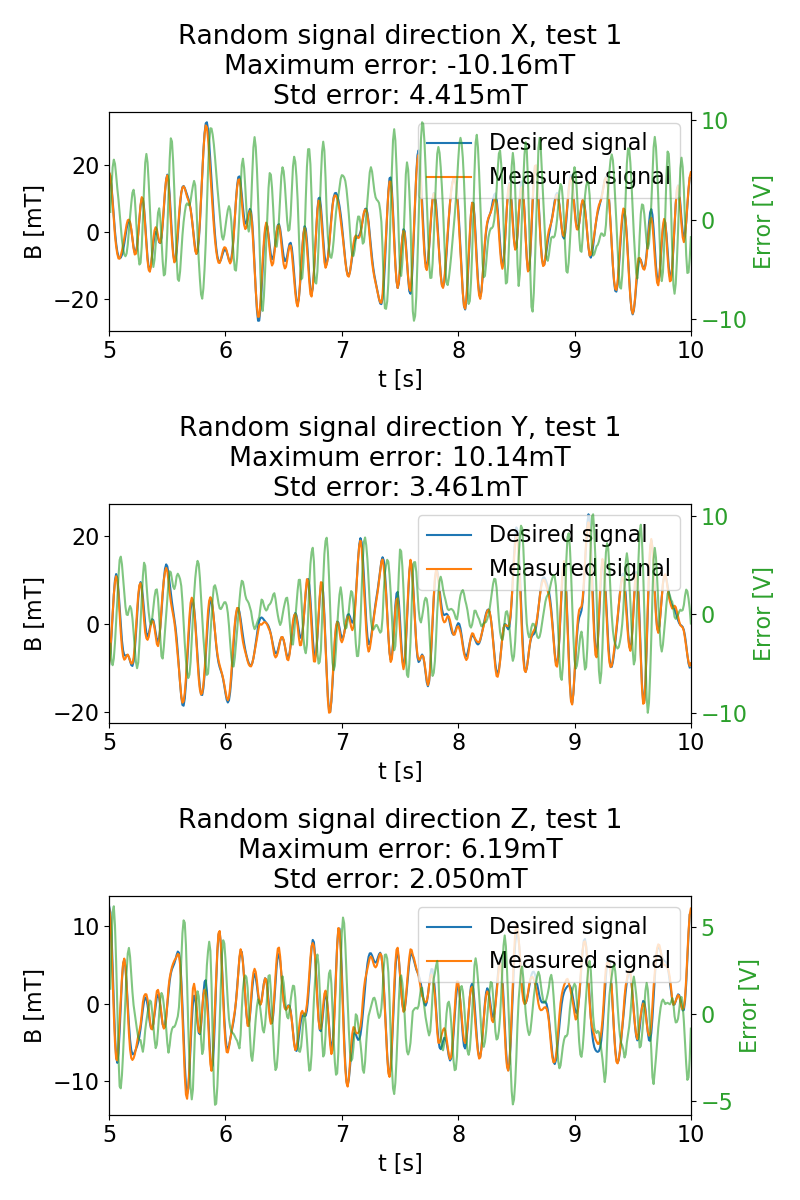 Random signal direction X, test 1
Maximum error: -10.16mT
Std error: 4.415mT
Desired signal
Measured signal
B [mT]
20
0
−20
10
0
−10
Error [V]
5 6 7 8 9 10
t [s]
Random signal direction Y, test 1
Maximum error: 10.14mT
Std error: 3.461mT
Desired signal
Measured signal
B [mT]
20
0
−20
10
0
−10
Error [V]
5 6 7 8 9 10
t [s]
Random signal direction Z, test 1
Maximum error: 6.19mT
Std error: 2.050mT
Desired signal
Measured signal
B [mT]
10
0
−10
5
0
−5
Error [V]
5 6 7 8 9 10
t [s]